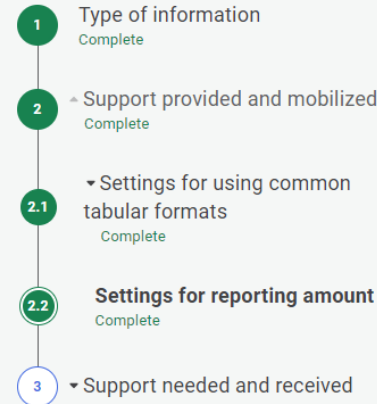 1 Type of information
Complete
2 Support provided and mobilized
Complete
2.1 Settings for using common
tabular formats
Complete
2.2 Settings for reporting amount
Complete
3 Support needed and received